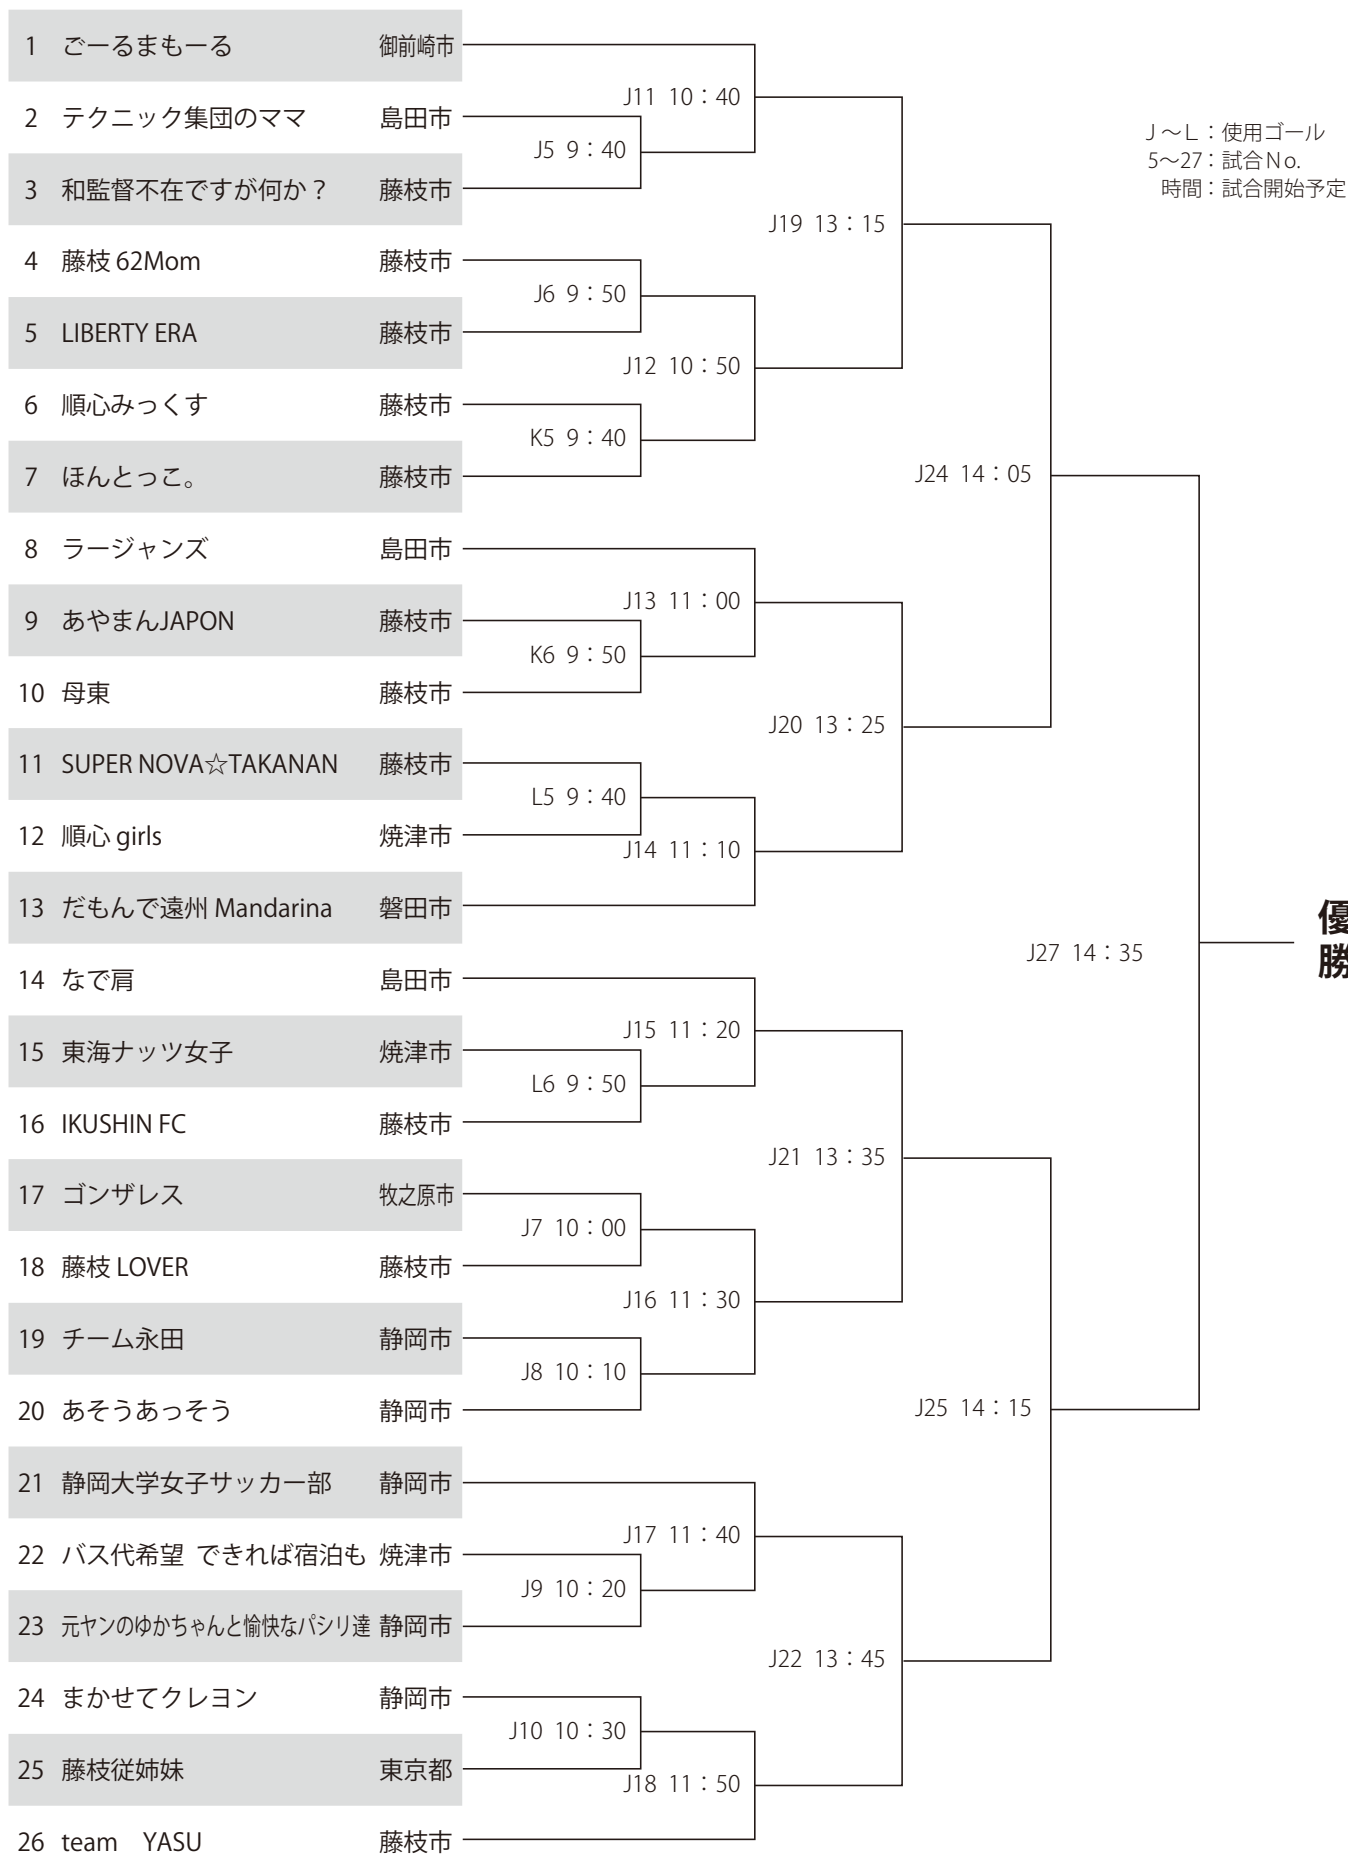 1 ごーるまもーる 御前崎市
2 テクニック集団のママ 島田市
3 和監督不在ですが何か？ 藤枝市
4 藤枝 62Mom 藤枝市
5 LIBERTY ERA 藤枝市
6 順心みっくす 藤枝市
7 ほんとっこ。 藤枝市
8 ラージャンズ 島田市
9 あやまんJAPON 藤枝市
10 母東 藤枝市
11 SUPER NOVA☆TAKANAN 藤枝市
12 順心 girls 焼津市
13 だもんで遠州 Mandarina 磐田市
14 なで肩 島田市
15 東海ナッツ女子 焼津市
16 IKUSHIN FC 藤枝市
17 ゴンザレス 牧之原市
18 藤枝 LOVER 藤枝市
19 チーム永田 静岡市
20 あそうあっそう 静岡市
21 静岡大学女子サッカー部 静岡市
22 バス代希望 できれば宿泊も 焼津市
23 元ヤンのゆかちゃんと愉快なパシリ達 静岡市
24 まかせてクレヨン 静岡市
25 藤枝従姉妹 東京都
26 team　YASU 藤枝市
J5 9：40
J6 9：50
K5 9：40
K6 9：50
L5 9：40
L6 9：50
J7 10：00
J8 10：10
J9 10：20
J10 10：30
J11 10：40
J12 10：50
J13 11：00
J14 11：10
J15 11：20
J16 11：30
J17 11：40
J18 11：50
J19 13：15
J20 13：25
J21 13：35
J22 13：45
J24 14：05
J25 14：15
J27 14：35
Ｊ～Ｌ：使用ゴール
5～27：試合Ｎo.
時間：試合開始予定
優
勝